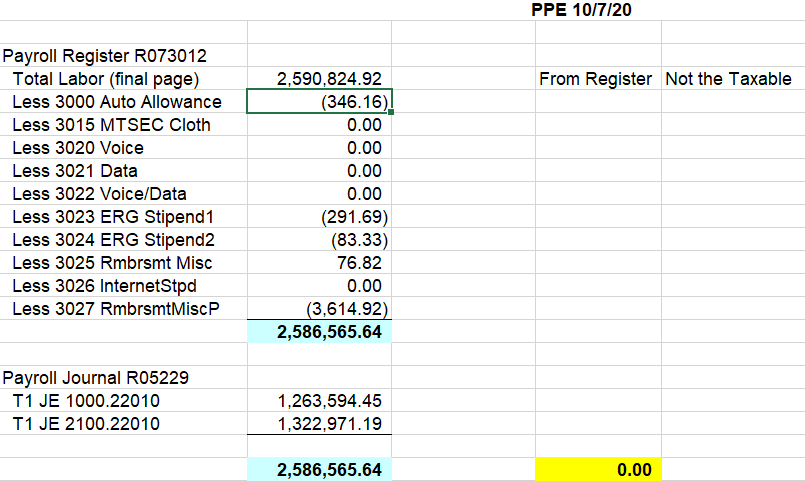 PPE 10/7/20
Payroll Register R073012
Total Labor (final page) 2,590,824.92 From Register Not the Taxable
Less 3000 Auto Allowance (346.16)
Less 3015 MTSEC Cloth 0.00
Less 3020 Voice 0.00
Less 3021 Data 0.00
Less 3022 Voice/Data 0.00
Less 3023 ERG Stipend1 (291.69)
Less 3024 ERG Stipend2 (83.33)
Less 3025 Rmbrsmt Misc 76.82
Less 3026 InternetStpd 0.00
Less 3027 RmbrsmtMiscP (3,614.92)
2,586,565.64
Payroll Journal R05229
T1 JE 1000.22010 1,263,594.45
T1 JE 2100.22010 1,322,971.19
2,586,565.64 0.00